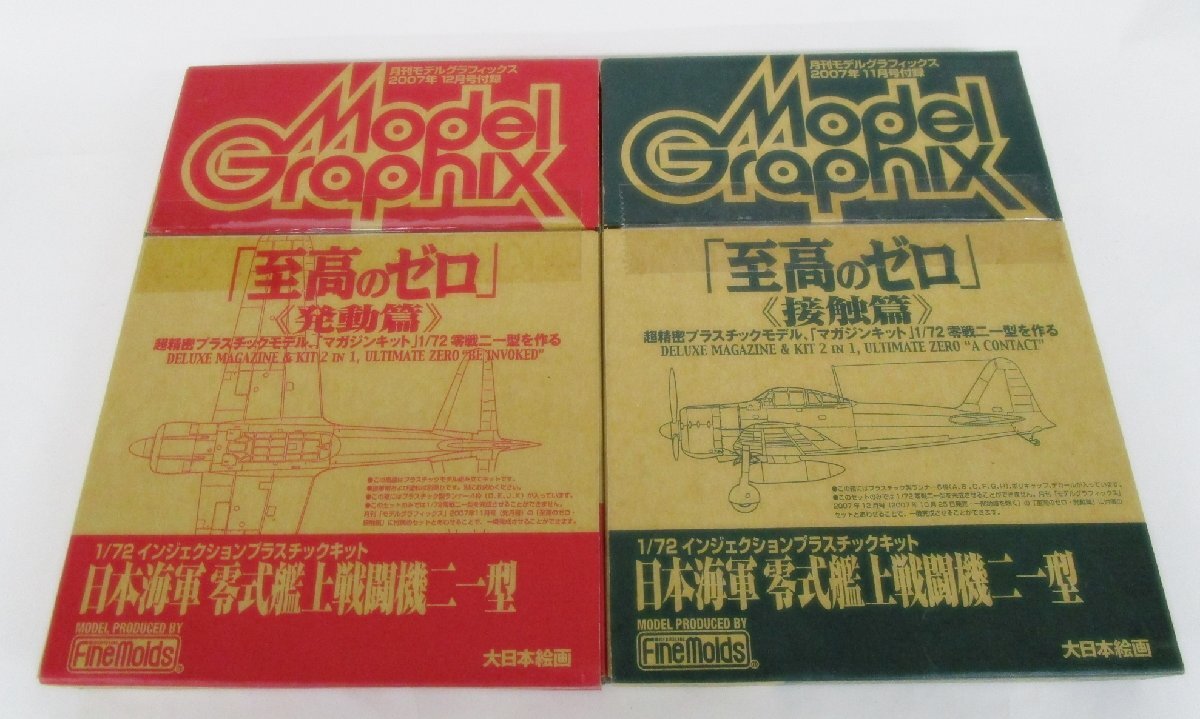 月刊モデルグラフィックス
2007年12月号付録
Model
Graphix
「至高のゼロ」
《発動篇》
超精密プラスチックモデル、「マガジンキット」1/72 零戦二一型を作る
DELUXE MAGAZINE & KIT 2 IN 1, ULTIMATE ZERO "BE INVOKED"
1/72 インジェクションプラスチックキット
日本海軍 零式艦上戦闘機二一型
MODEL PRODUCED BY
FineMolds
大日本絵画
月刊モデルグラフィックス
2007年11月号付録
Model
Graphix
「至高のゼロ」
《接触篇》
超精密プラスチックモデル、「マガジンキット」1/72 零戦二一型を作る
DELUXE MAGAZINE & KIT 2 IN 1, ULTIMATE ZERO "A CONTACT"
1/72 インジェクションプラスチックキット
日本海軍 零式艦上戦闘機二一型
MODEL PRODUCED BY
FineMolds
大日本絵画